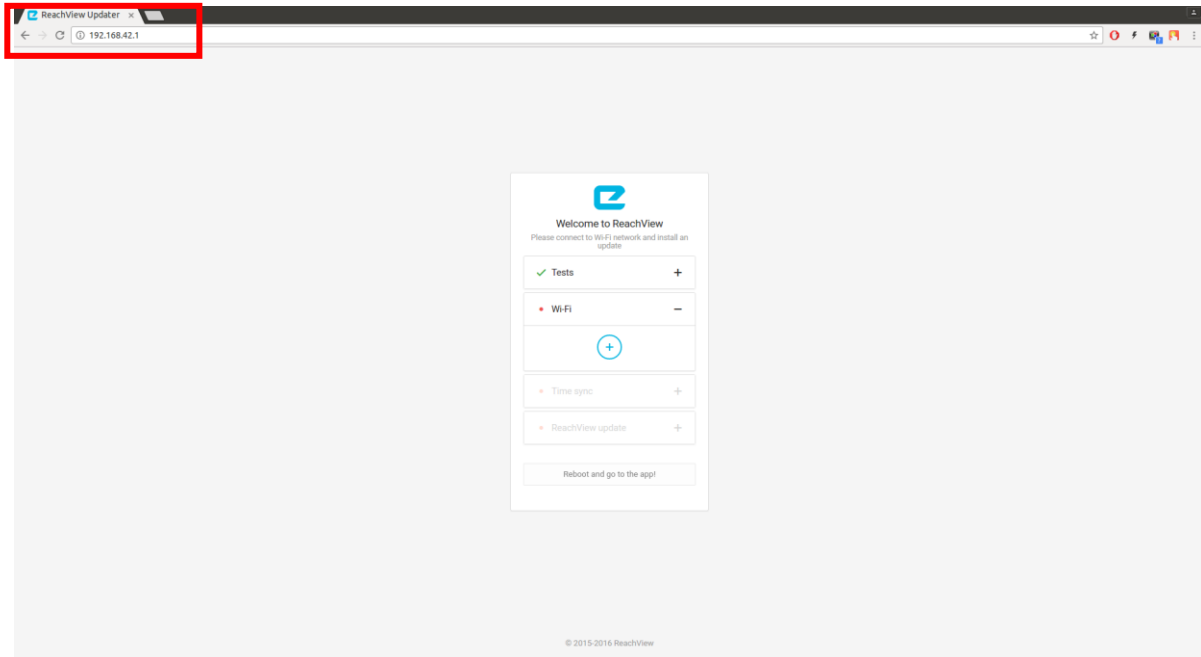 ReachView Updater
192.168.42.1
Welcome to ReachView
Please connect to Wi-Fi network and install an
update
Tests
Wi-Fi
Time sync
ReachView update
Reboot and go to the app!
© 2015-2016 ReachView